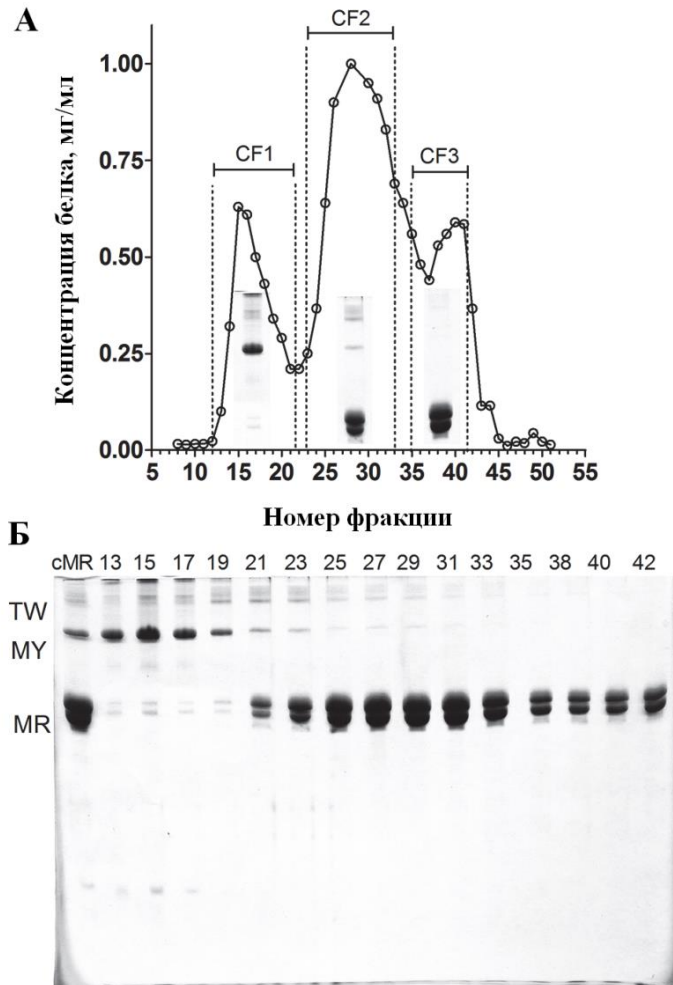 А
CF2
1.00
CF1
CF3
0.75
0.50
0.25
0.00
Концентрация белка, мг/мл
5 10 15 20 25 30 35 40 45 50 55
Номер фракции
Б
cMR 13 15 17 19 21 23 25 27 29 31 33 35 38 40 42
TW
MY
MR